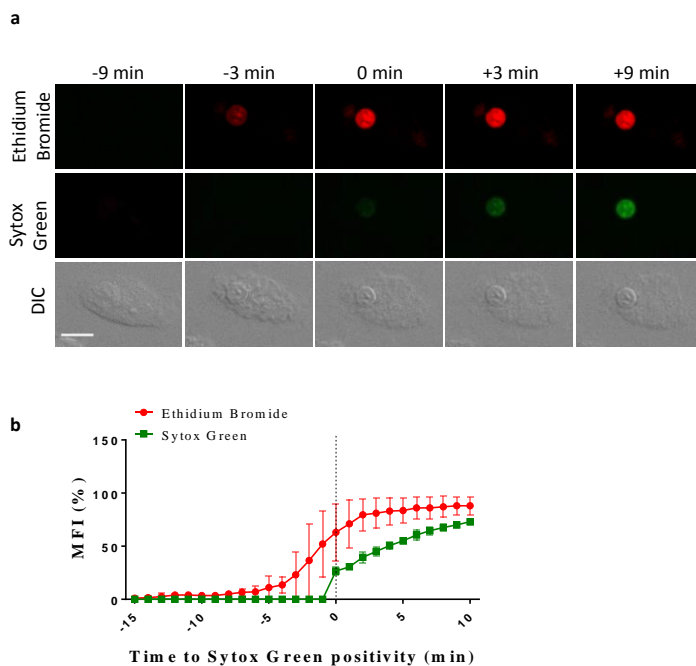 a
-9 min -3 min 0 min +3 min +9 min
Ethidium Bromide
Sytox Green
DIC
b
Ethidium Bromide
Sytox Green
MFI (%)
150
100
50
0
-15 -10 -5 0 5 10
Time to Sytox Green positivity (min)